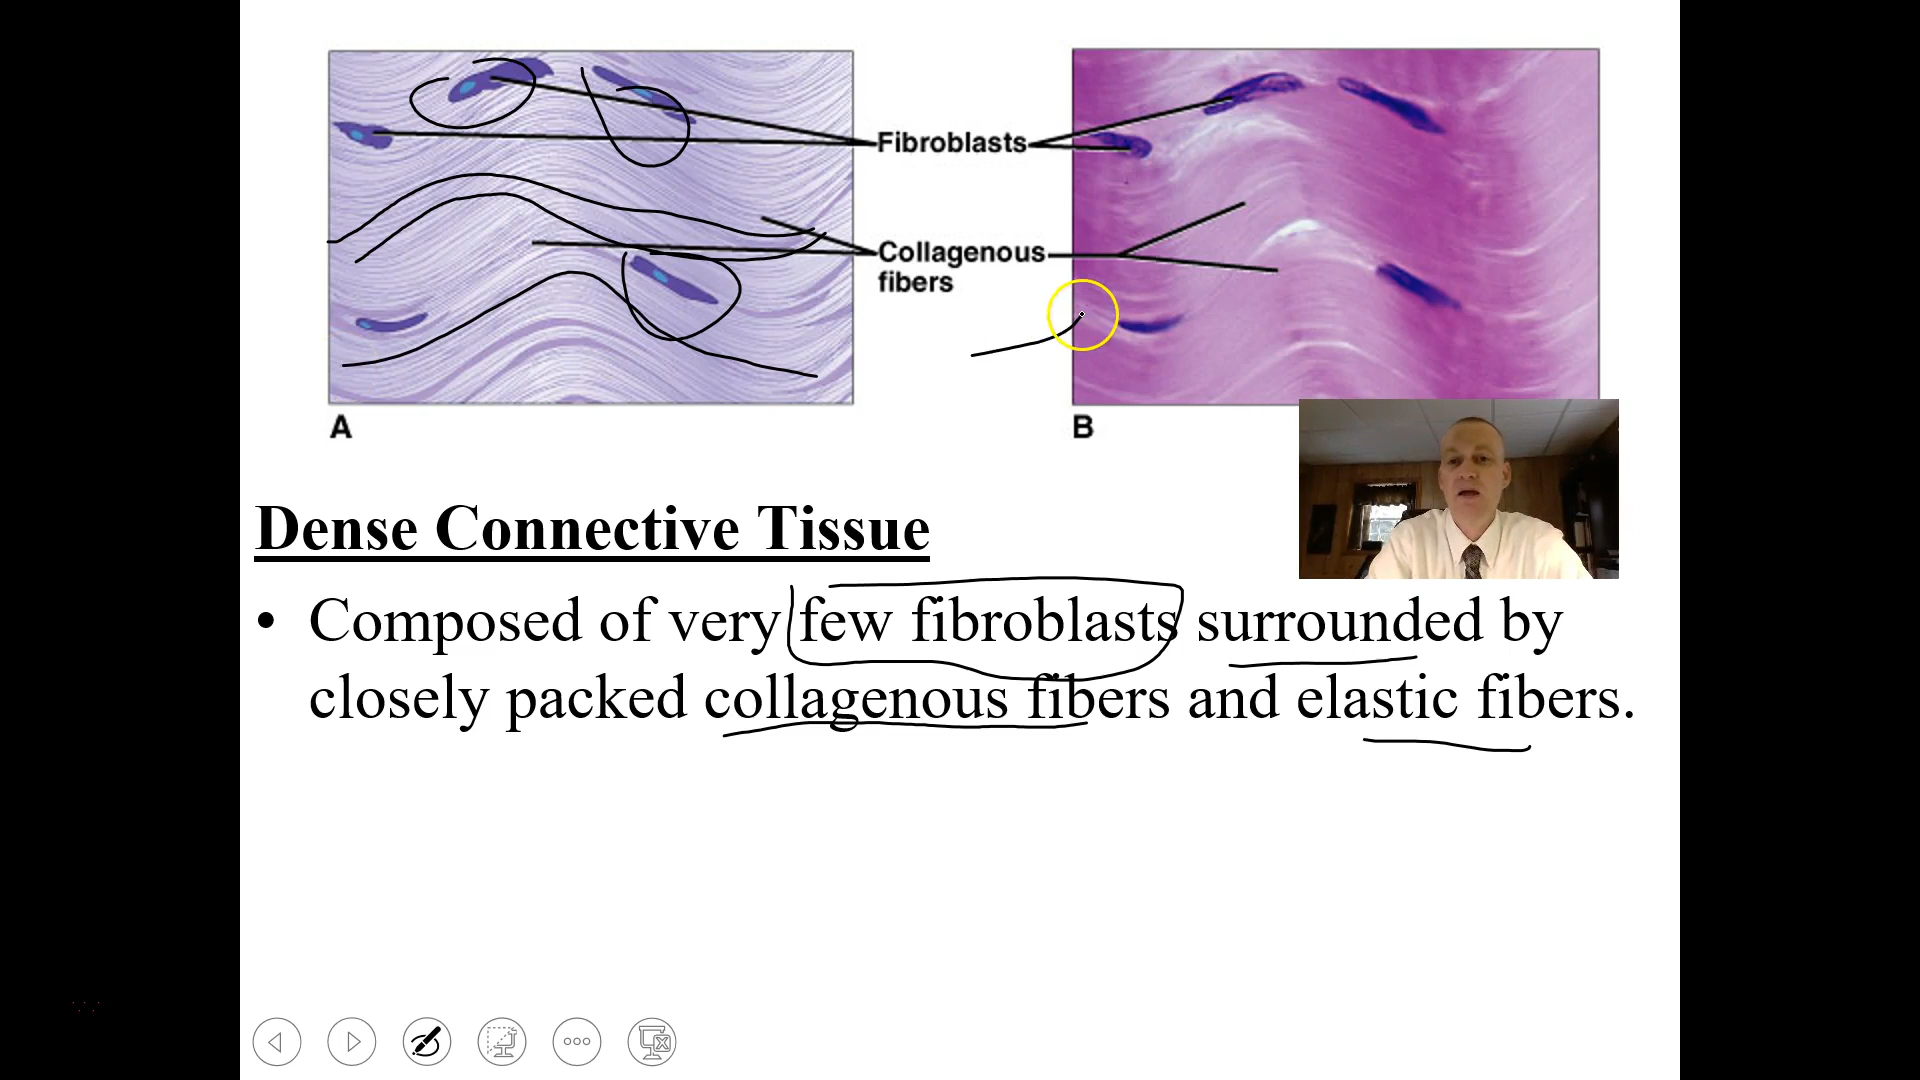 Fibroblasts
Collagenous
fibers
A
B
Dense Connective Tissue
• Composed of very few fibroblasts surrounded by
closely packed collagenous fibers and elastic fibers.